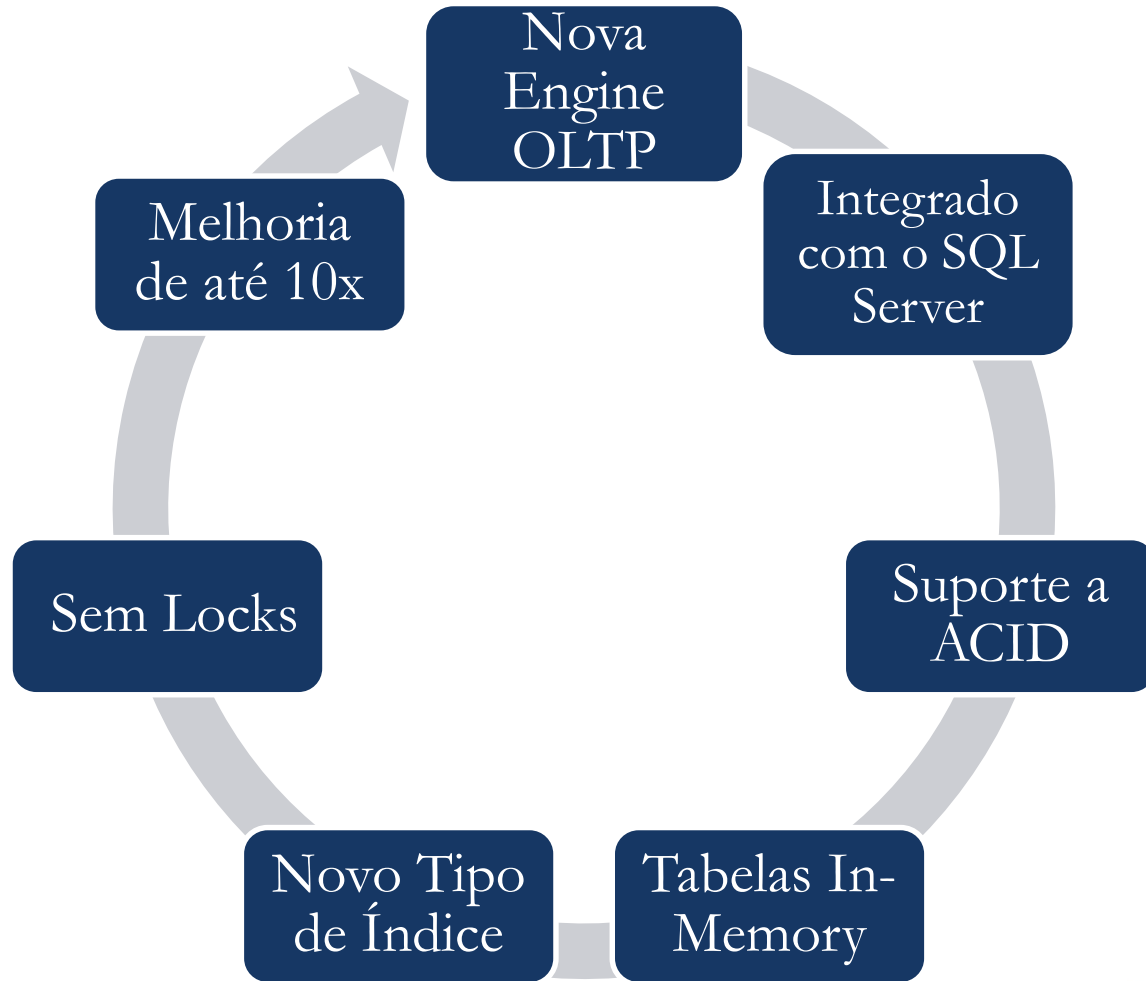 Nova
Engine
OLTP
Integrado
com o SQL
Server
Suporte a
ACID
Tabelas In-
Memory
Novo Tipo
de Índice
Sem Locks
Melhoria
de até 10x